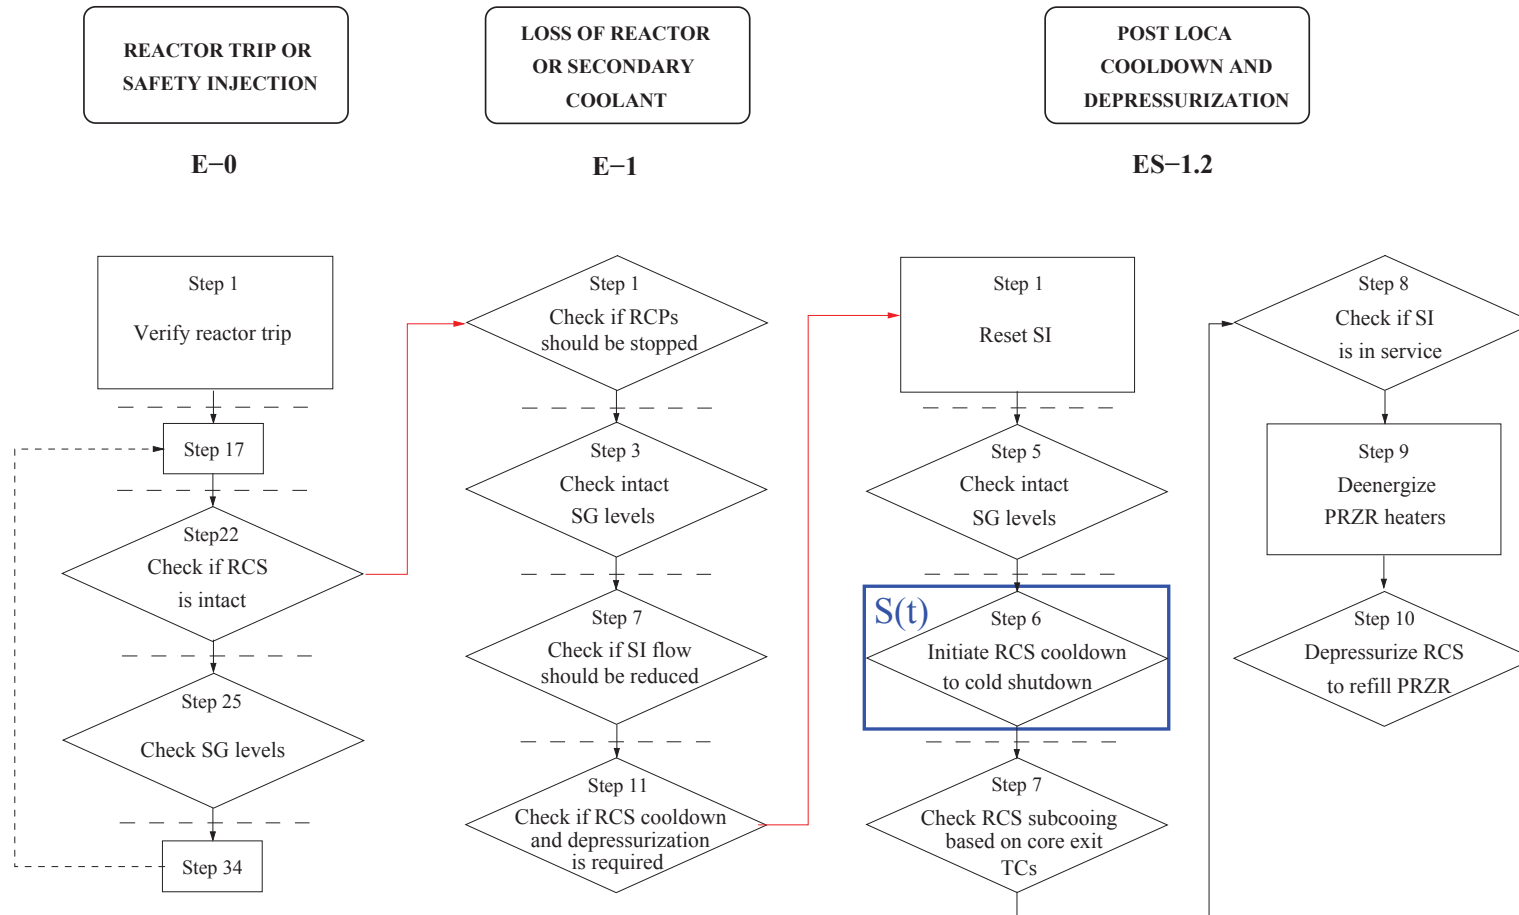 REACTOR TRIP OR
SAFETY INJECTION
E−0
Step 1
Verify reactor trip
Step 17
Step22
Check if RCS
is intact
Step 25
Check SG levels
Step 34
LOSS OF REACTOR
OR SECONDARY
COOLANT
E−1
Step 1
Check if RCPs
should be stopped
Step 3
Check intact
SG levels
Step 7
Check if SI flow
should be reduced
Step 11
Check if RCS cooldown
and depressurization
is required
POST LOCA
COOLDOWN AND
DEPRESSURIZATION
ES−1.2
Step 1
Reset SI
Step 5
Check intact
SG levels
S(t)
Step 6
Initiate RCS cooldown
to cold shutdown
Step 7
Check RCS subcooing
based on core exit
TCs
Step 8
Check if SI
is in service
Step 9
Deenergize
PRZR heaters
Step 10
Depressurize RCS
to refill PRZR